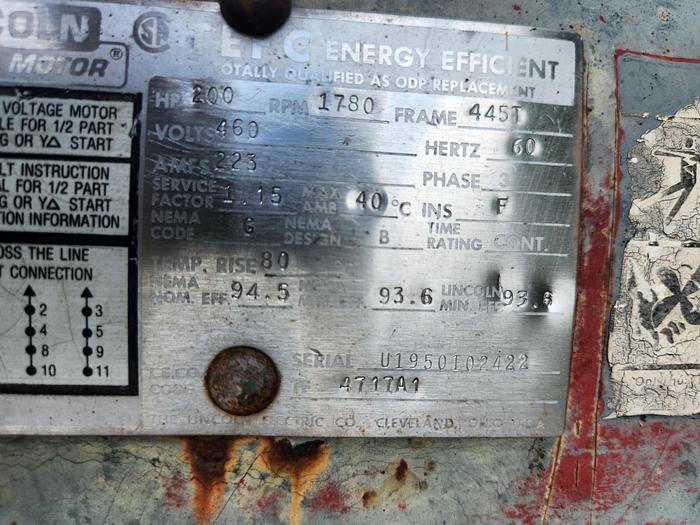 COLN
MOTOR®
TEFC ENERGY EFFICIENT
TOTALLY QUALIFIED AS ODP REPLACEMENT
HP 200 RPM 1780 FRAME 445T
VOLTS 460 HERTZ 60
AMPS 223 PHASE 3
SERVICE FACTOR 1.15 MAX AMB 40°C INS F
NEMA CODE G NEMA DESIGN B TIME RATING CONT.
TEMP. RISE 80
NEMA NOM. EFF 94.5 93.6 LINCOLN MIN. EFF 93.6
SERIAL U1950102422
CODE 4717A1
THE LINCOLN ELECTRIC CO., CLEVELAND, OHIO USA
VOLTAGE MOTOR
LE FOR 1/2 PART
G OR YΔ START
LT INSTRUCTION
AL FOR 1/2 PART
G OR YΔ START
TION INFORMATION
OSS THE LINE
T CONNECTION
2 3
4 5
8 9
10 11